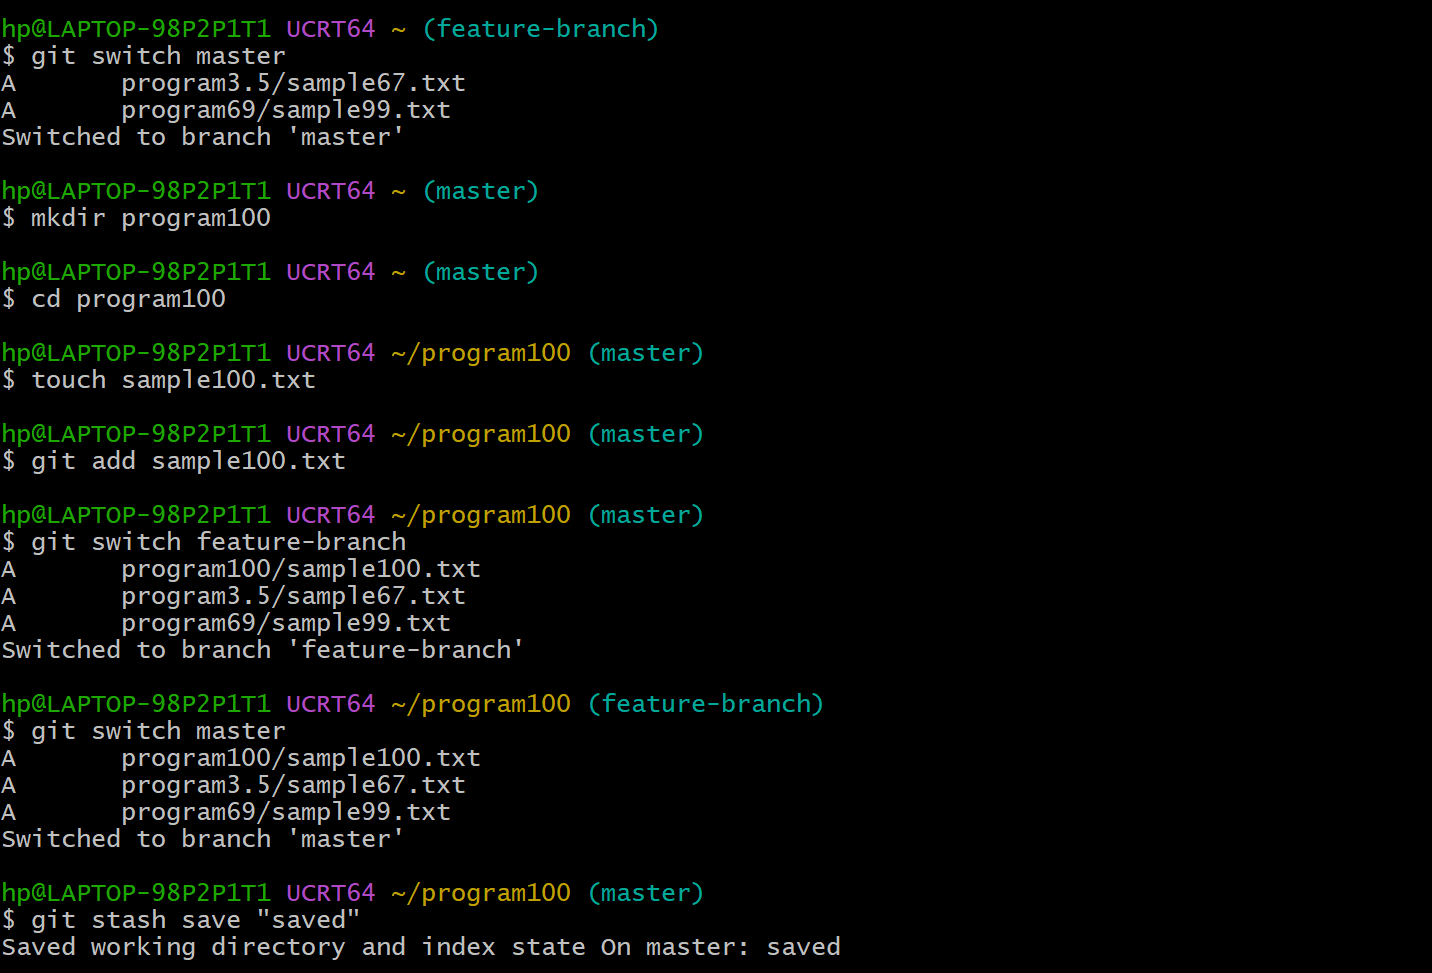 hp@LAPTOP-98P2P1T1 UCRT64 ~ (feature-branch)
$ git switch master
A       program3.5/sample67.txt
A       program69/sample99.txt
Switched to branch 'master'
hp@LAPTOP-98P2P1T1 UCRT64 ~ (master)
$ mkdir program100
hp@LAPTOP-98P2P1T1 UCRT64 ~ (master)
$ cd program100
hp@LAPTOP-98P2P1T1 UCRT64 ~/program100 (master)
$ touch sample100.txt
hp@LAPTOP-98P2P1T1 UCRT64 ~/program100 (master)
$ git add sample100.txt
hp@LAPTOP-98P2P1T1 UCRT64 ~/program100 (master)
$ git switch feature-branch
A       program100/sample100.txt
A       program3.5/sample67.txt
A       program69/sample99.txt
Switched to branch 'feature-branch'
hp@LAPTOP-98P2P1T1 UCRT64 ~/program100 (feature-branch)
$ git switch master
A       program100/sample100.txt
A       program3.5/sample67.txt
A       program69/sample99.txt
Switched to branch 'master'
hp@LAPTOP-98P2P1T1 UCRT64 ~/program100 (master)
$ git stash save "saved"
Saved working directory and index state On master: saved